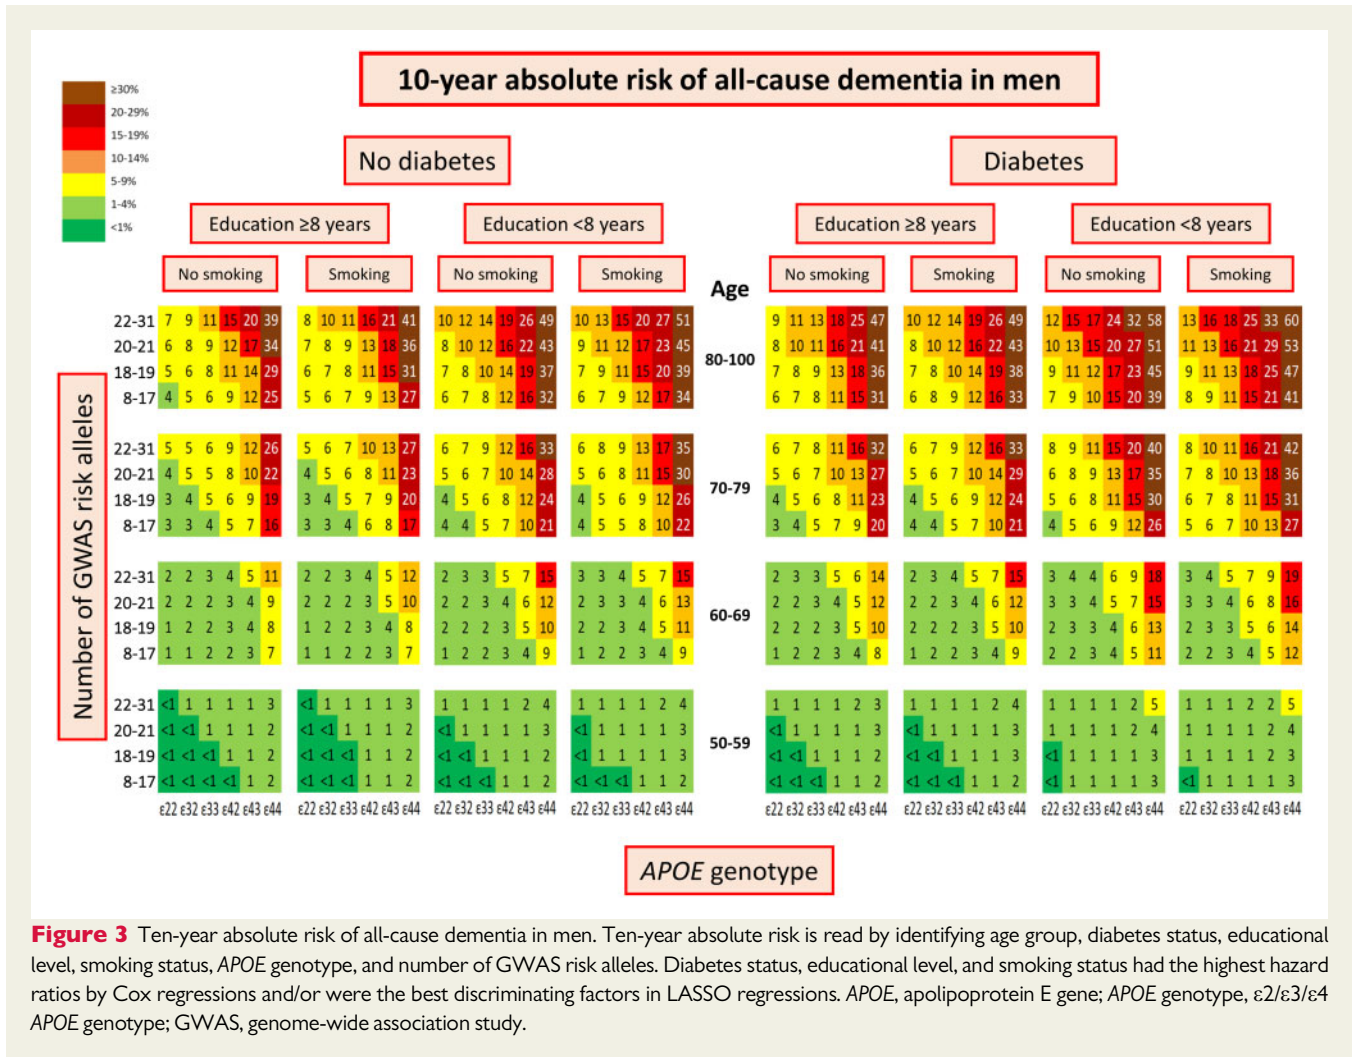 10-year absolute risk of all-cause dementia in men
≥30%
20-29%
15-19%
10-14%
5-9%
1-4%
<1%
No diabetes
Diabetes
Education ≥8 years
Education <8 years
Education ≥8 years
Education <8 years
No smoking
Smoking
No smoking
Smoking
Age
No smoking
Smoking
No smoking
Smoking
Number of GWAS risk alleles
22-31 7 9 11 15 20 39 8 10 11 16 21 41 10 12 14 19 26 49 10 13 15 20 27 51 9 11 13 18 25 47 10 12 14 19 26 49 12 15 17 24 32 58 13 16 18 25 33 60
20-21 6 8 9 12 17 34 7 8 9 13 18 36 8 10 12 16 22 43 9 11 12 17 23 45 8 10 11 16 21 41 8 10 12 16 22 43 10 13 15 20 27 51 11 13 16 21 29 53
80-100
18-19 5 6 8 11 14 29 6 7 8 11 15 31 7 8 10 14 19 37 7 9 11 15 20 39 7 8 9 13 18 36 7 8 10 14 19 38 9 11 12 17 23 45 9 11 13 18 25 47
8-17 4 5 6 9 12 25 5 6 7 9 13 27 6 7 8 12 16 32 6 7 9 12 17 34 6 7 8 11 15 31 6 8 9 12 16 33 7 9 10 15 20 39 8 9 11 15 21 41
22-31 5 5 6 9 12 26 5 6 7 10 13 27 6 7 9 12 16 33 6 8 9 13 17 35 6 7 8 11 16 32 6 7 9 12 16 33 8 9 11 15 20 40 8 10 11 16 21 42
20-21 4 5 5 8 10 22 4 5 6 8 11 23 5 6 7 10 14 28 5 6 8 11 15 30 5 6 7 10 13 27 5 6 7 10 14 29 6 8 9 13 17 35 7 8 10 13 18 36
70-79
18-19 3 4 5 6 9 19 3 4 5 7 9 20 4 5 6 8 12 24 4 5 6 9 12 26 4 5 6 8 11 23 4 5 6 9 12 24 5 6 8 11 15 30 6 7 8 11 15 31
8-17 3 3 4 5 7 16 3 3 4 6 8 17 4 4 5 7 10 21 4 5 5 8 10 22 3 4 5 7 9 20 4 4 5 7 10 21 4 5 6 9 12 26 5 6 7 10 13 27
22-31 2 2 3 4 5 11 2 2 3 4 5 12 2 3 3 5 7 15 3 3 4 5 7 15 2 3 3 5 6 14 2 3 4 5 7 15 3 4 4 6 9 18 3 4 5 7 9 19
20-21 2 2 2 3 4 9 2 2 2 3 5 10 2 2 3 4 6 12 2 3 3 4 6 13 2 2 3 4 5 12 2 2 3 4 6 12 3 3 4 5 7 15 3 3 4 6 8 16
60-69
18-19 1 2 2 3 4 8 1 2 2 3 4 8 2 2 2 3 5 10 2 2 3 4 5 11 2 2 2 3 5 10 2 2 3 3 5 10 2 3 3 4 6 13 2 3 3 5 6 14
8-17 1 1 2 2 3 7 1 1 2 2 3 7 1 2 2 3 4 9 1 2 2 3 4 9 1 2 2 3 4 8 1 2 2 3 4 9 2 2 3 4 5 11 2 2 3 4 5 12
22-31 <1 1 1 1 1 3 <1 1 1 1 1 3 1 1 1 1 2 4 1 1 1 1 2 4 1 1 1 1 2 3 1 1 1 1 2 4 1 1 1 1 2 5 1 1 1 2 2 5
20-21 <1 <1 1 1 1 2 <1 <1 1 1 1 2 <1 1 1 1 1 3 <1 1 1 1 1 3 <1 1 1 1 1 3 <1 1 1 1 1 3 1 1 1 1 2 4 1 1 1 1 2 4
50-59
18-19 <1 <1 <1 1 1 2 <1 <1 <1 1 1 2 <1 <1 1 1 1 3 <1 1 1 1 1 3 <1 <1 1 1 1 3 <1 <1 1 1 1 3 <1 1 1 1 1 3 1 1 1 1 2 3
8-17 <1 <1 <1 <1 1 2 <1 <1 <1 1 1 2 <1 <1 <1 1 1 2 <1 <1 <1 1 1 2 <1 <1 <1 1 1 2 <1 <1 <1 1 1 2 <1 1 1 1 1 3 <1 1 1 1 1 3
ε22 ε32 ε33 ε42 ε43 ε44 ε22 ε32 ε33 ε42 ε43 ε44 ε22 ε32 ε33 ε42 ε43 ε44 ε22 ε32 ε33 ε42 ε43 ε44 ε22 ε32 ε33 ε42 ε43 ε44 ε22 ε32 ε33 ε42 ε43 ε44 ε22 ε32 ε33 ε42 ε43 ε44 ε22 ε32 ε33 ε42 ε43 ε44
APOE genotype
Figure 3 Ten-year absolute risk of all-cause dementia in men. Ten-year absolute risk is read by identifying age group, diabetes status, educational
level, smoking status, APOE genotype, and number of GWAS risk alleles. Diabetes status, educational level, and smoking status had the highest hazard
ratios by Cox regressions and/or were the best discriminating factors in LASSO regressions. APOE, apolipoprotein E gene; APOE genotype, ε2/ε3/ε4
APOE genotype; GWAS, genome-wide association study.